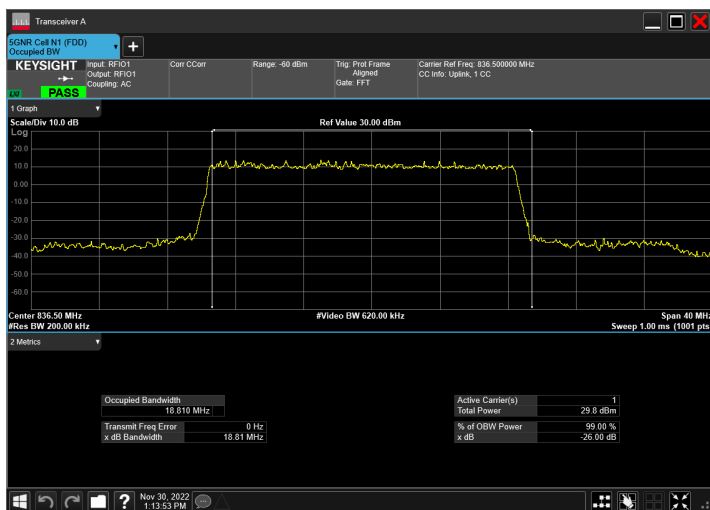 Transceiver A
5GNR Cell N1 (FDD)
Occupied BW
+
KEYSIGHT
LXI
PASS
Input: RFIO1
Output: RFIO1
Coupling: AC
Corr CCorr
Range: -60 dBm
Trig: Prot Frame
Aligned
Gate: FFT
Carrier Ref Freq: 836.500000 MHz
CC Info: Uplink, 1 CC
1 Graph
Scale/Div 10.0 dB
Ref Value 30.00 dBm
Log
20.0
10.0
0.00
-10.0
-20.0
-30.0
-40.0
-50.0
-60.0
Center 836.50 MHz
#Video BW 620.00 kHz
Span 40 MHz
#Res BW 200.00 kHz
Sweep 1.00 ms (1001 pts
2 Metrics
Occupied Bandwidth
18.810 MHz
Transmit Freq Error 0 Hz
x dB Bandwidth 18.81 MHz
Active Carrier(s) 1
Total Power 29.8 dBm
% of OBW Power 99.00 %
x dB -26.00 dB
?
Nov 30, 2022
1:13:53 PM